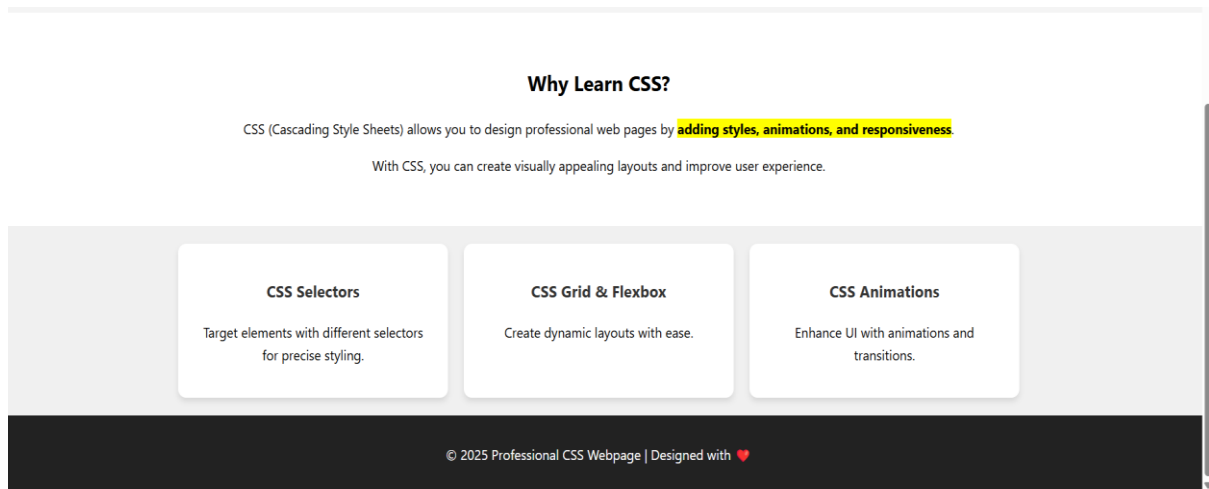 Why Learn CSS?
CSS (Cascading Style Sheets) allows you to design professional web pages by adding styles, animations, and responsiveness.
With CSS, you can create visually appealing layouts and improve user experience.
CSS Selectors
Target elements with different selectors
for precise styling.
CSS Grid & Flexbox
Create dynamic layouts with ease.
CSS Animations
Enhance UI with animations and
transitions.
© 2025 Professional CSS Webpage | Designed with ❤️